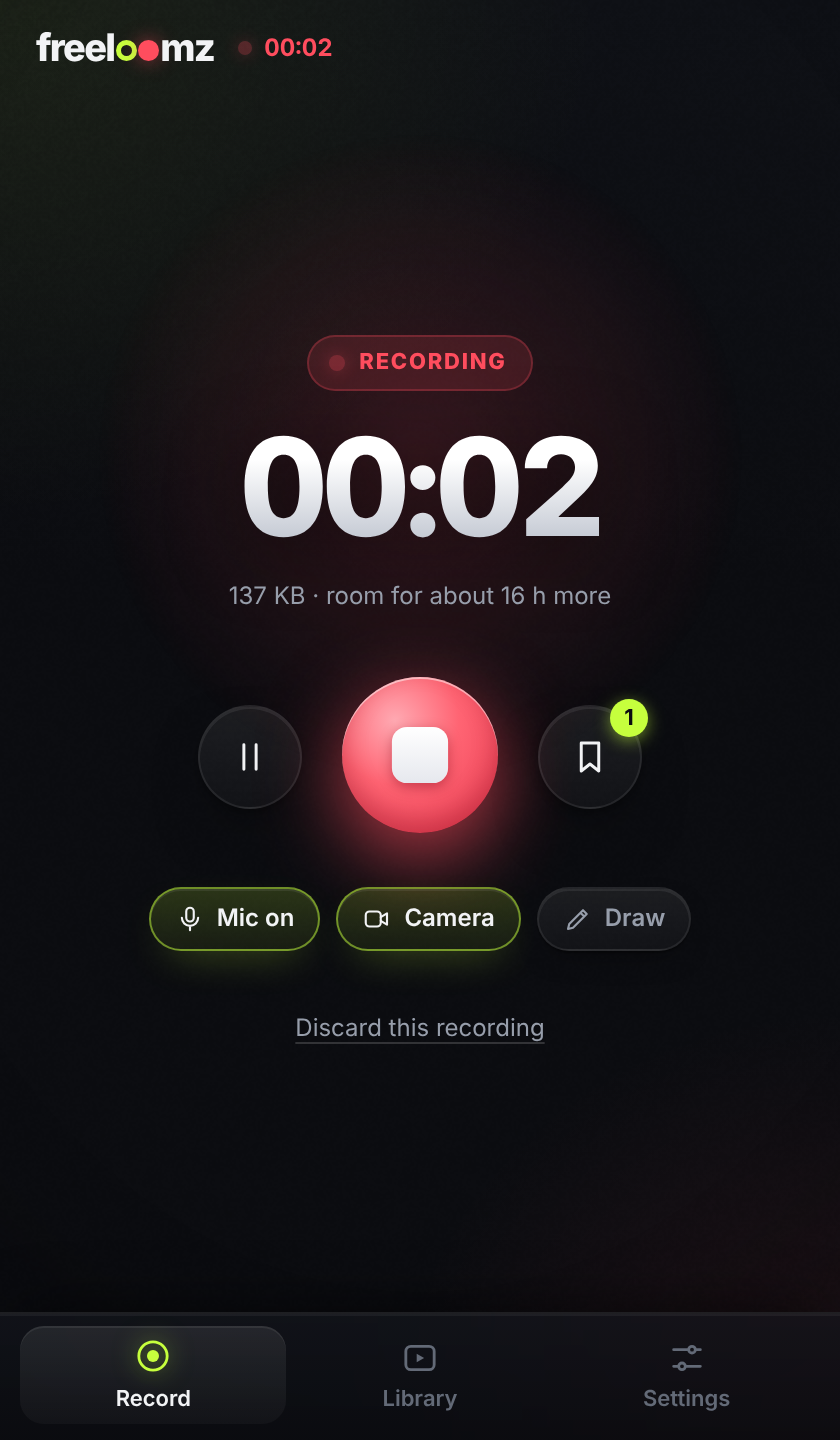 freeloomz 00:02
RECORDING
00:02
137 KB · room for about 16 h more
1
Mic on Camera Draw
Discard this recording
Record Library Settings